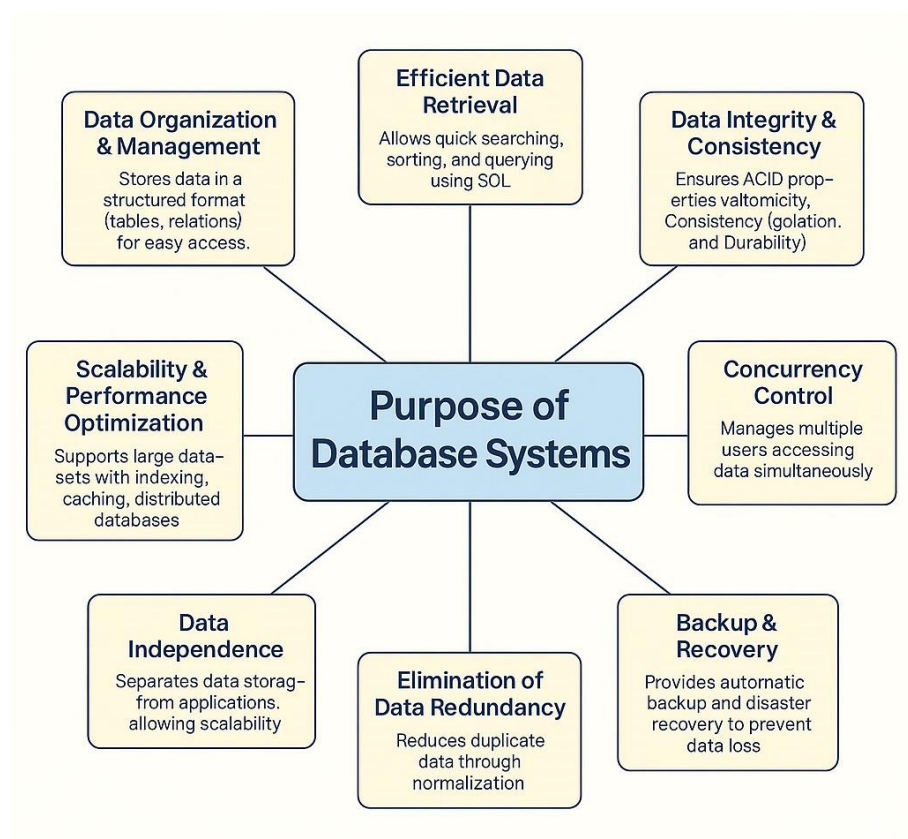 Efficient Data
Retrieval
Allows quick searching,
sorting, and querying
using SOL
Data Organization
& Management
Stores data in a
structured format
(tables, relations)
for easy access.
Data Integrity &
Consistency
Ensures ACID prop–
erties valtomicity,
Consistency (golation.
and Durability)
Scalability &
Performance
Optimization
Supports large data–
sets with indexing,
caching, distributed
databases
Purpose of
Database Systems
Concurrency
Control
Manages multiple
users accessing
data simultaneously
Data
Independence
Separates data storag–
from applications.
allowing scalability
Elimination of
Data Redundancy
Reduces duplicate
data through
normalization
Backup &
Recovery
Provides automatic
backup and disaster
recovery to prevent
data loss